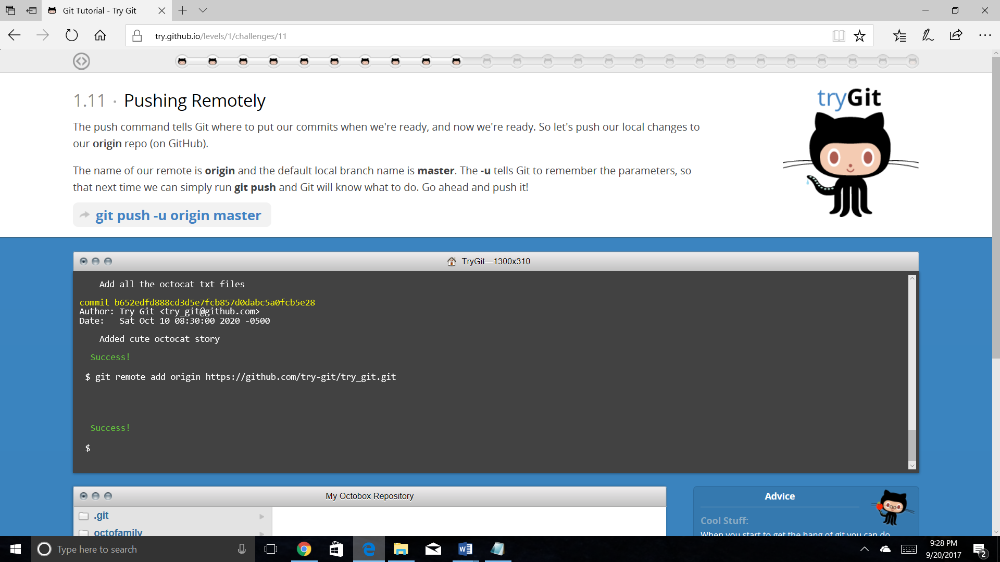 Git Tutorial - Try Git
try.github.io/levels/1/challenges/11
1.11 · Pushing Remotely
tryGit
The push command tells Git where to put our commits when we're ready, and now we're ready. So let's push our local changes to
our origin repo (on GitHub).
The name of our remote is origin and the default local branch name is master. The -u tells Git to remember the parameters, so
that next time we can simply run git push and Git will know what to do. Go ahead and push it!
git push -u origin master
TryGit—1300x310
Add all the octocat txt files
commit b652edfd888cd3d5e7fcb857d0dabc5a0fcb5e28
Author: Try Git <try_git@github.com>
Date:   Sat Oct 10 08:30:00 2020 -0500
Added cute octocat story
Success!
$ git remote add origin https://github.com/try-git/try_git.git
Success!
$
My Octobox Repository
.git
octofamily
Advice
Cool Stuff:
When you start to get the hang of git you can do
Type here to search
9:28 PM
9/20/2017
2